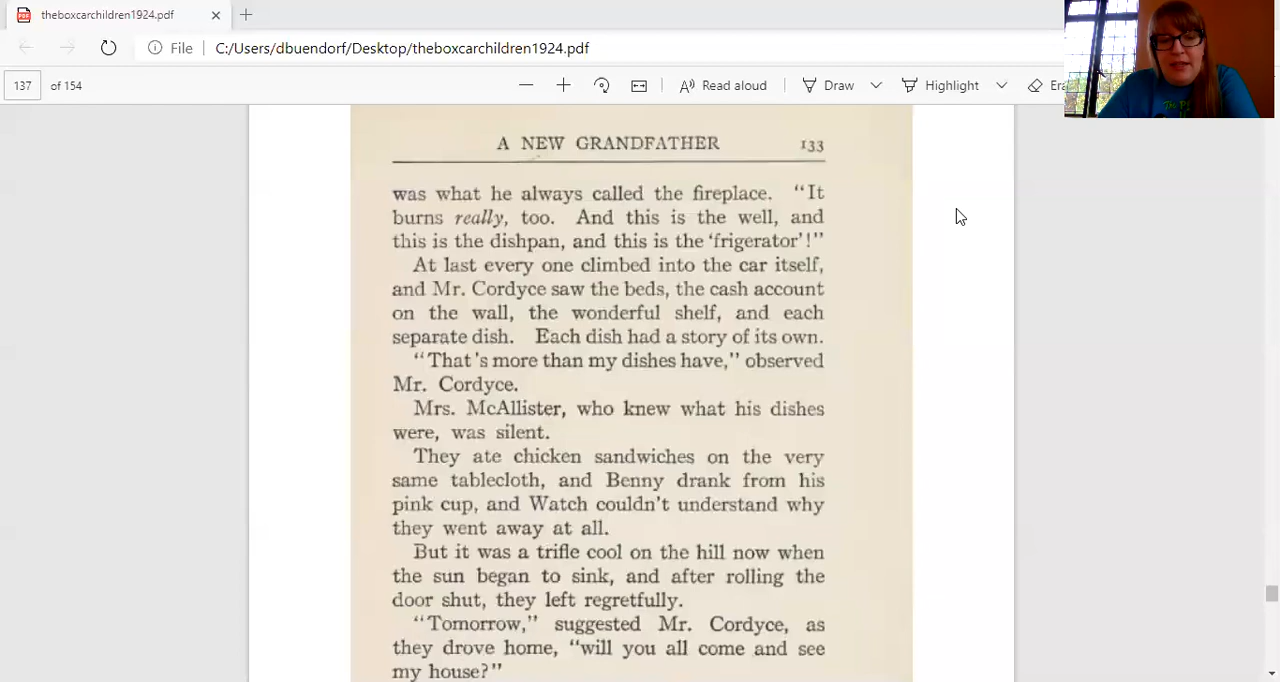 theboxcarchildren1924.pdf
File
C:/Users/dbuendorf/Desktop/theboxcarchildren1924.pdf
137 of 154
Read aloud
Draw
Highlight
Era
A NEW GRANDFATHER 133
was what he always called the fireplace. "It
burns really, too. And this is the well, and
this is the dishpan, and this is the 'frigerator'!"
At last every one climbed into the car itself,
and Mr. Cordyce saw the beds, the cash account
on the wall, the wonderful shelf, and each
separate dish. Each dish had a story of its own.
"That's more than my dishes have," observed
Mr. Cordyce.
Mrs. McAllister, who knew what his dishes
were, was silent.
They ate chicken sandwiches on the very
same tablecloth, and Benny drank from his
pink cup, and Watch couldn't understand why
they went away at all.
But it was a trifle cool on the hill now when
the sun began to sink, and after rolling the
door shut, they left regretfully.
"Tomorrow," suggested Mr. Cordyce, as
they drove home, "will you all come and see
my house?"